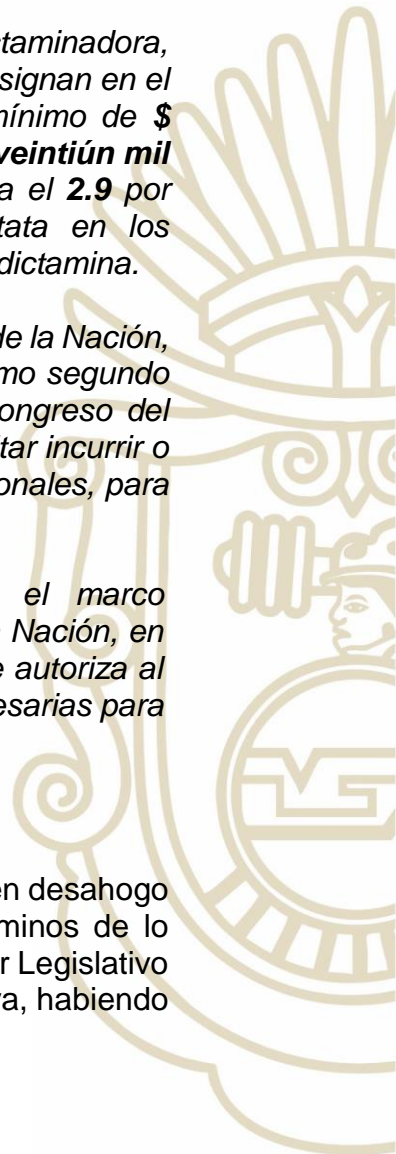 ctaminadora,
signan en el
mínimo de $
veintiún mil
a el 2.9 por
tata en los
dictamina.
de la Nación,
mo segundo
ongreso del
tar incurrir o
onales, para
el marco
Nación, en
e autoriza al
esarias para
en desahogo
minos de lo
r Legislativo
va, habiendo